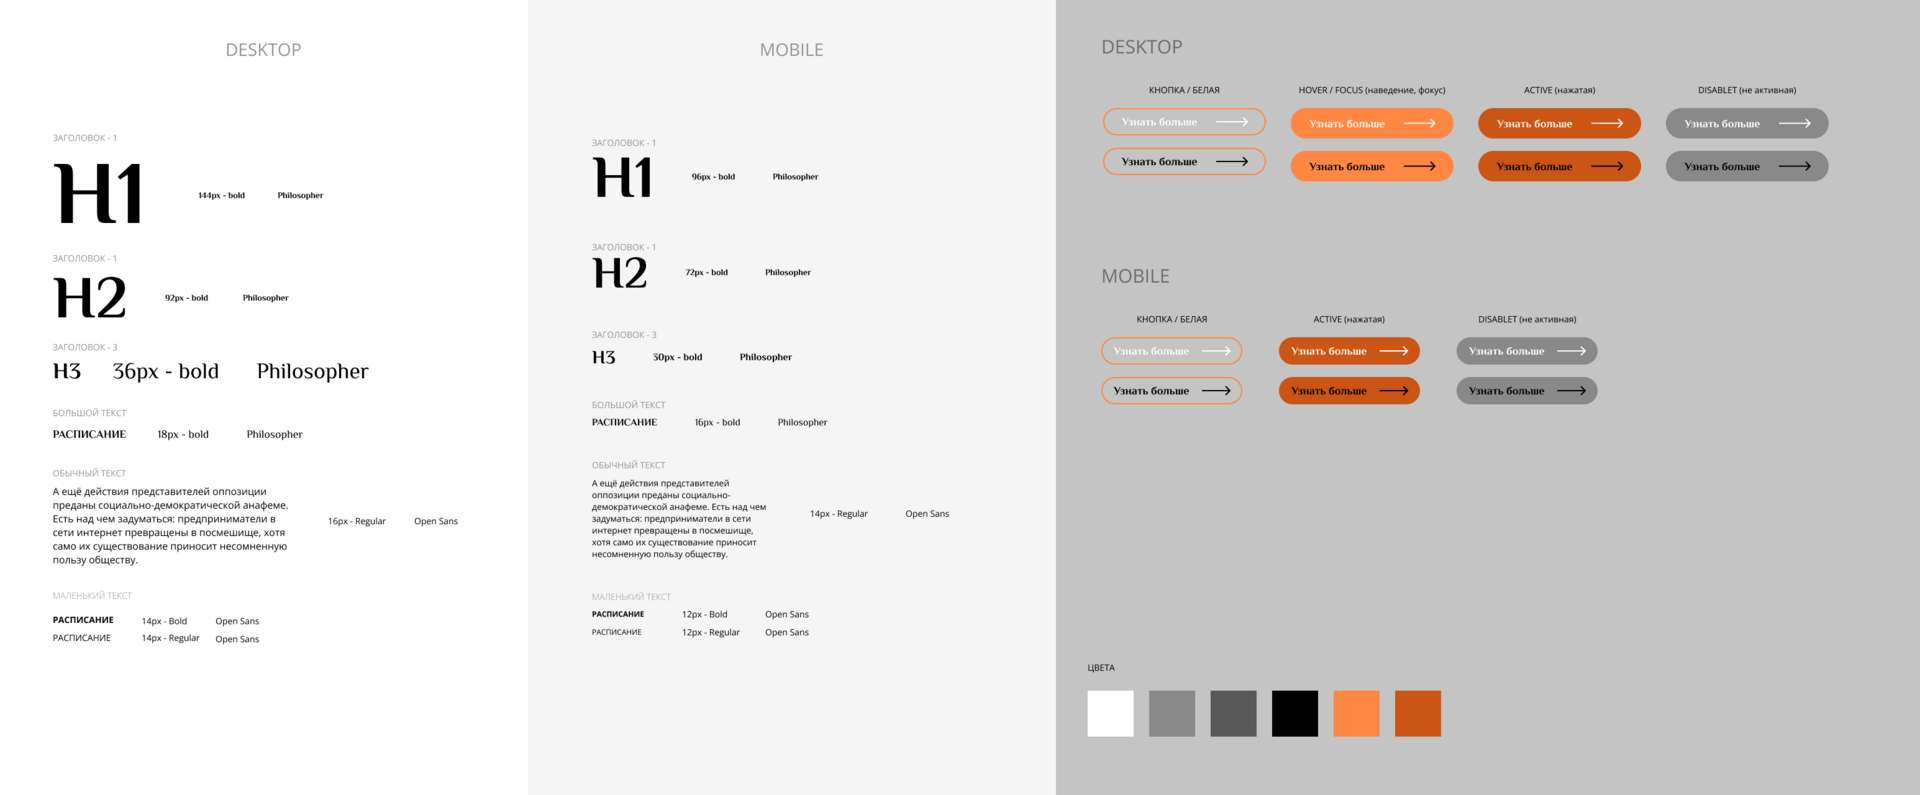 DESKTOP
ЗАГОЛОВОК - 1
H1 144px - bold Philosopher
ЗАГОЛОВОК - 1
H2 92px - bold Philosopher
ЗАГОЛОВОК - 3
H3 36px - bold Philosopher
БОЛЬШОЙ ТЕКСТ
РАСПИСАНИЕ 18px - bold Philosopher
ОБЫЧНЫЙ ТЕКСТ
А ещё действия представителей оппозиции
преданы социально-демократической анафеме.
Есть над чем задуматься: предприниматели в
сети интернет превращены в посмешище, хотя
само их существование приносит несомненную
пользу обществу.
16px - Regular Open Sans
МАЛЕНЬКИЙ ТЕКСТ
РАСПИСАНИЕ 14px - Bold Open Sans
РАСПИСАНИЕ 14px - Regular Open Sans
MOBILE
ЗАГОЛОВОК - 1
H1 96px - bold Philosopher
ЗАГОЛОВОК - 1
H2 72px - bold Philosopher
ЗАГОЛОВОК - 3
H3 30px - bold Philosopher
БОЛЬШОЙ ТЕКСТ
РАСПИСАНИЕ 16px - bold Philosopher
ОБЫЧНЫЙ ТЕКСТ
А ещё действия представителей
оппозиции преданы социально-
демократической анафеме. Есть над чем
задуматься: предприниматели в сети
интернет превращены в посмешище,
хотя само их существование приносит
несомненную пользу обществу.
14px - Regular Open Sans
МАЛЕНЬКИЙ ТЕКСТ
РАСПИСАНИЕ 12px - Bold Open Sans
РАСПИСАНИЕ 12px - Regular Open Sans
DESKTOP
КНОПКА / БЕЛАЯ HOVER / FOCUS (наведение, фокус) ACTIVE (нажатая) DISABLET (не активная)
Узнать больше Узнать больше Узнать больше Узнать больше
Узнать больше Узнать больше Узнать больше Узнать больше
MOBILE
КНОПКА / БЕЛАЯ ACTIVE (нажатая) DISABLET (не активная)
Узнать больше Узнать больше Узнать больше
Узнать больше Узнать больше Узнать больше
ЦВЕТА